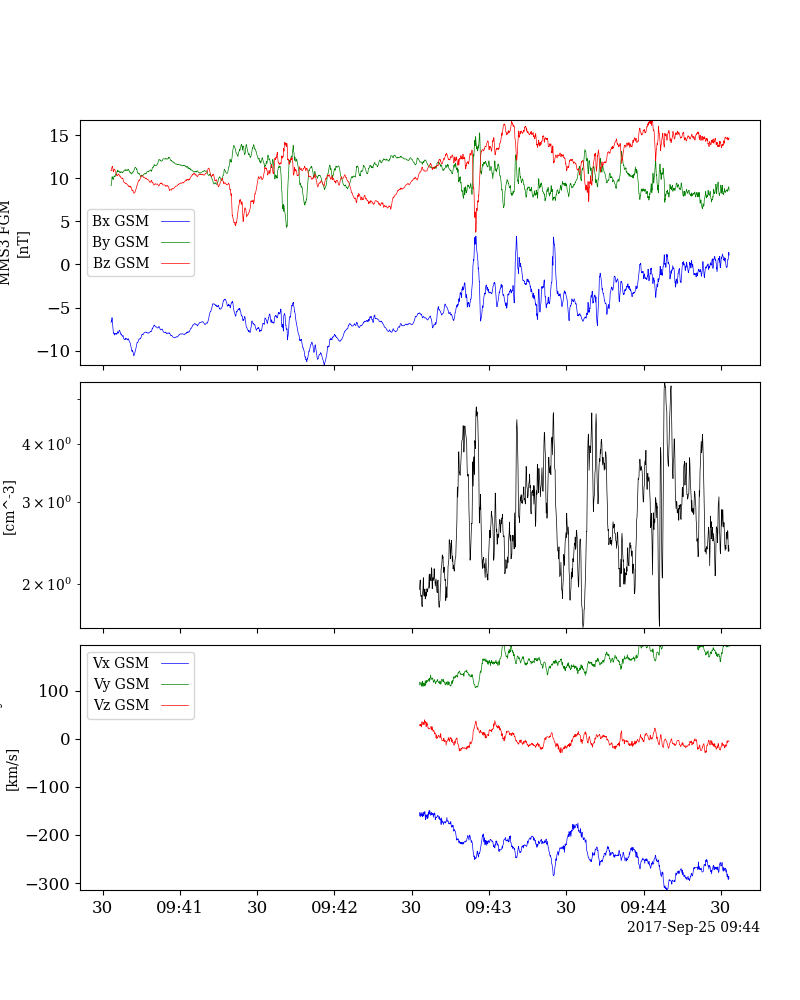 15
10
5
0
−5
−10
MMS3 FGM
[nT]
Bx GSM
By GSM
Bz GSM
4 × 10⁰
3 × 10⁰
2 × 10⁰
[cm^-3]
Vx GSM
Vy GSM
Vz GSM
100
0
−100
−200
−300
[km/s]
30 09:41 30 09:42 30 09:43 30 09:44 30
2017-Sep-25 09:44